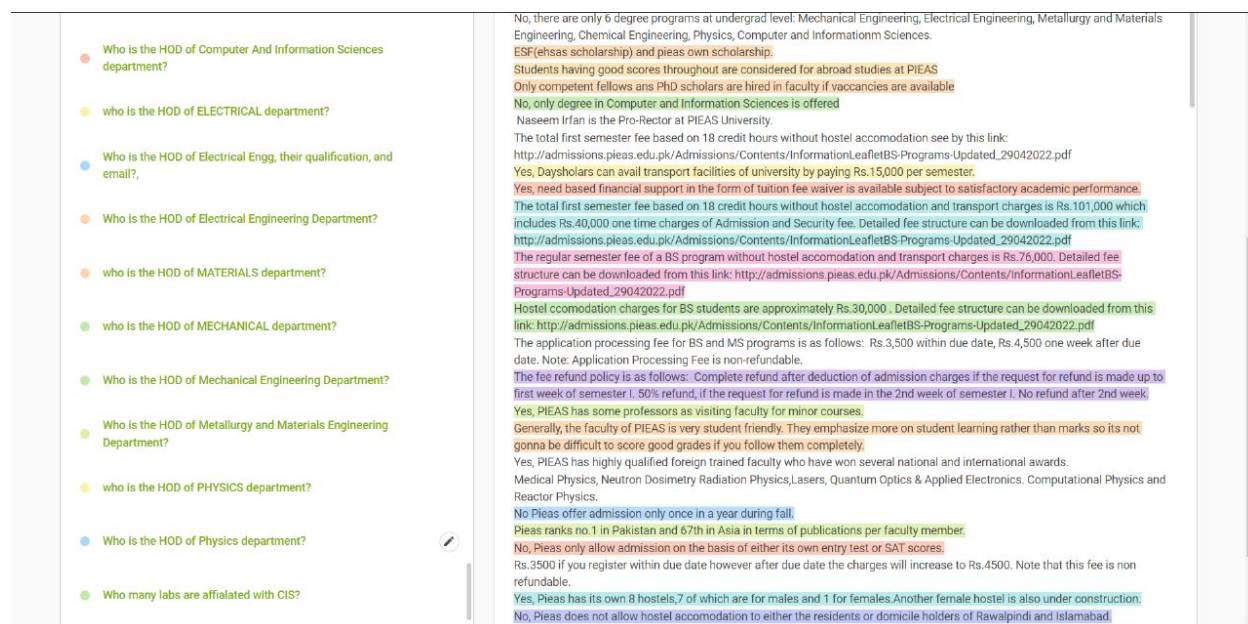 Who is the HOD of Computer And Information Sciences
department?
who is the HOD of ELECTRICAL department?
Who is the HOD of Electrical Engg, their qualification, and
email?,
Who is the HOD of Electrical Engineering Department?
who is the HOD of MATERIALS department?
who is the HOD of MECHANICAL department?
Who is the HOD of Mechanical Engineering Department?
Who is the HOD of Metallurgy and Materials Engineering
Department?
who is the HOD of PHYSICS department?
Who is the HOD of Physics department?
Who many labs are affialated with CIS?
No, there are only 6 degree programs at undergrad level: Mechanical Engineering, Electrical Engineering, Metallurgy and Materials
Engineering, Chemical Engineering, Physics, Computer and Informationm Sciences.
ESF(ehsas scholarship) and pieas own scholarship.
Students having good scores throughout are considered for abroad studies at PIEAS
Only competent fellows ans PhD scholars are hired in faculty if vaccancies are available
No, only degree in Computer and Information Sciences is offered
Naseem Irfan is the Pro-Rector at PIEAS University.
The total first semester fee based on 18 credit hours without hostel accomodation see by this link:
http://admissions.pieas.edu.pk/Admissions/Contents/InformationLeafletBS-Programs-Updated_29042022.pdf
Yes, Daysholars can avail transport facilities of university by paying Rs.15,000 per semester.
Yes, need based financial support in the form of tuition fee waiver is available subject to satisfactory academic performance.
The total first semester fee based on 18 credit hours without hostel accomodation and transport charges is Rs.101,000 which
includes Rs.40,000 one time charges of Admission and Security fee. Detailed fee structure can be downloaded from this link:
http://admissions.pieas.edu.pk/Admissions/Contents/InformationLeafletBS-Programs-Updated_29042022.pdf
The regular semester fee of a BS program without hostel accomodation and transport charges is Rs.76,000. Detailed fee
structure can be downloaded from this link: http://admissions.pieas.edu.pk/Admissions/Contents/InformationLeafletBS-
Programs-Updated_29042022.pdf
Hostel ccomodation charges for BS students are approximately Rs.30,000 . Detailed fee structure can be downloaded from this
link: http://admissions.pieas.edu.pk/Admissions/Contents/InformationLeafletBS-Programs-Updated_29042022.pdf
The application processing fee for BS and MS programs is as follows: Rs.3,500 within due date, Rs.4,500 one week after due
date. Note: Application Processing Fee is non-refundable.
The fee refund policy is as follows: Complete refund after deduction of admission charges if the request for refund is made up to
first week of semester I. 50% refund, if the request for refund is made in the 2nd week of semester I. No refund after 2nd week.
Yes, PIEAS has some professors as visiting faculty for minor courses.
Generally, the faculty of PIEAS is very student friendly. They emphasize more on student learning rather than marks so its not
gonna be difficult to score good grades if you follow them completely.
Yes, PIEAS has highly qualified foreign trained faculty who have won several national and international awards.
Medical Physics, Neutron Dosimetry Radiation Physics,Lasers, Quantum Optics & Applied Electronics. Computational Physics and
Reactor Physics.
No Pieas offer admission only once in a year during fall.
Pieas ranks no.1 in Pakistan and 67th in Asia in terms of publications per faculty member.
No, Pieas only allow admission on the basis of either its own entry test or SAT scores.
Rs.3500 if you register within due date however after due date the charges will increase to Rs.4500. Note that this fee is non
refundable.
Yes, Pieas has its own 8 hostels,7 of which are for males and 1 for females.Another female hostel is also under construction.
No, Pieas does not allow hostel accomodation to either the residents or domicile holders of Rawalpindi and Islamabad.